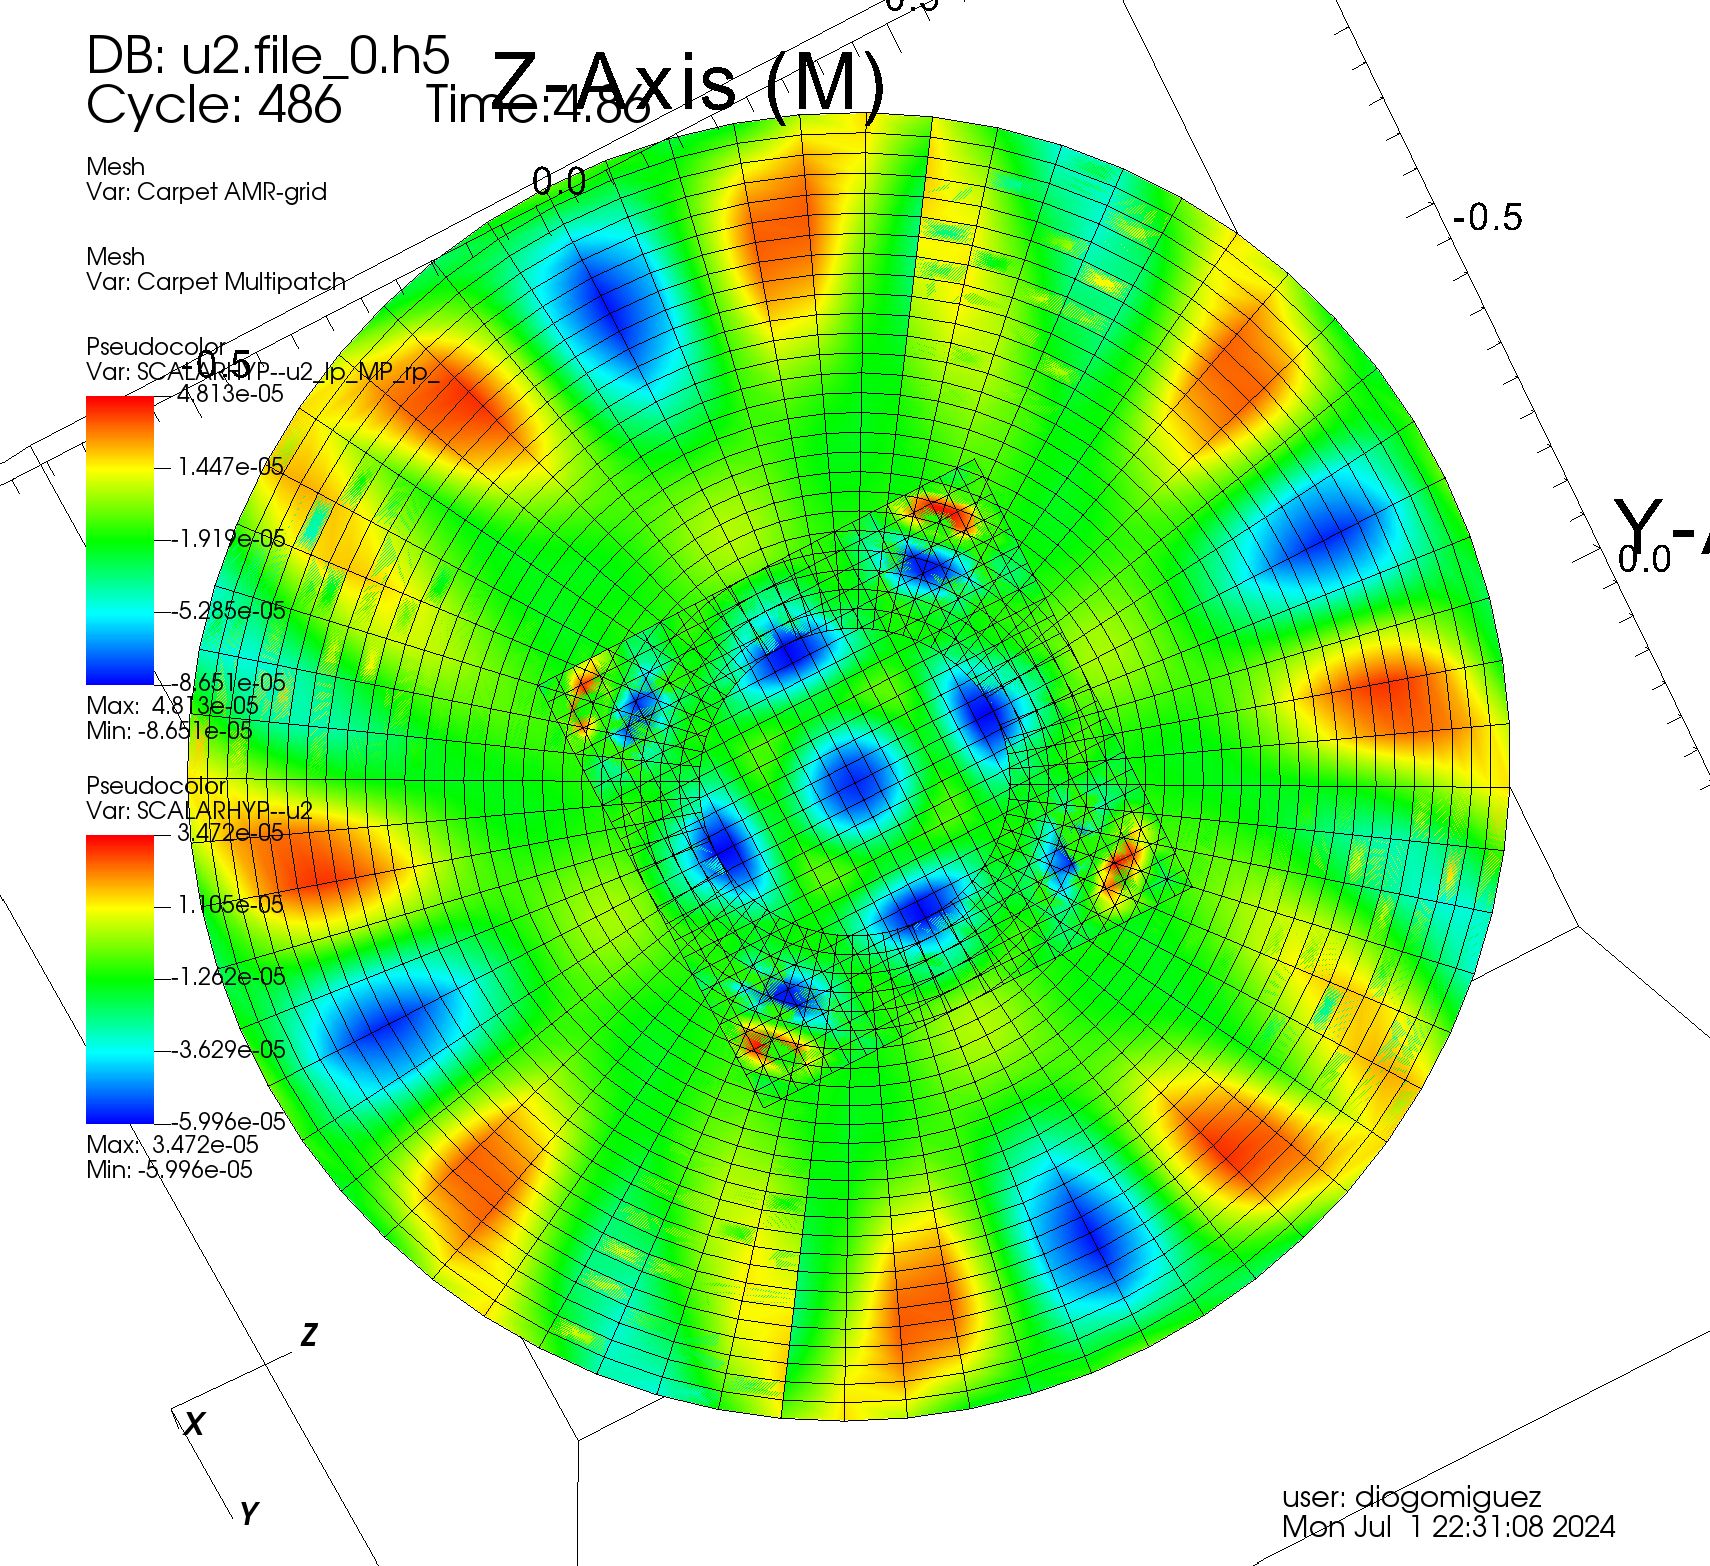 0.5
DB: u2.file_0.h5
Z-Axis (M)
Cycle: 486 Time:4.86
Mesh
Var: Carpet AMR-grid
0.0
-0.5
Mesh
Var: Carpet Multipatch
Pseudocolor
-0.5
Var: SCALARHYP--u2_lp_MP_rp_
4.813e-05
1.447e-05
-1.919e-05
-5.285e-05
-8.651e-05
Max: 4.813e-05
Min: -8.651e-05
Y-A
0.0
Pseudocolor
Var: SCALARHYP--u2
3.472e-05
1.105e-05
-1.262e-05
-3.629e-05
-5.996e-05
Max: 3.472e-05
Min: -5.996e-05
Z
X
Y
user: diogomiguez
Mon Jul 1 22:31:08 2024